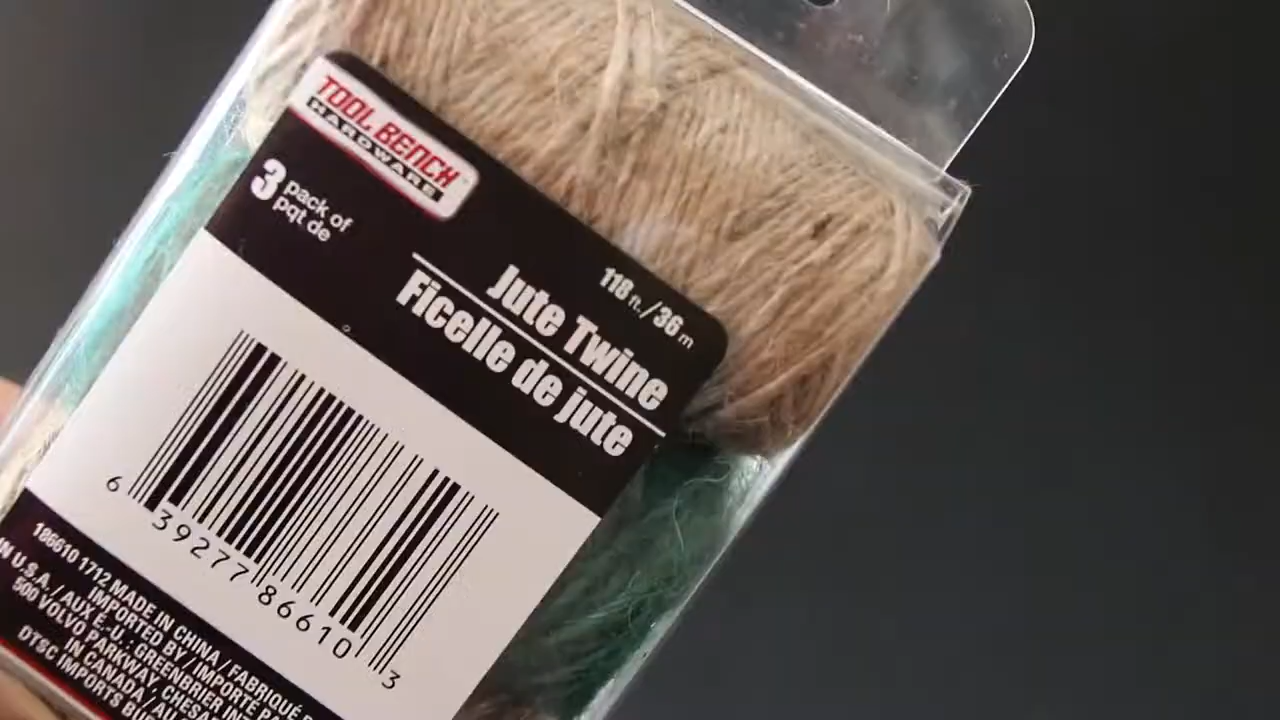 TOOL BENCH
HARDWARE
3 pack of
pqt de
118 ft./36 m
Jute Twine
Ficelle de jute
6 39277 86610 3
186610 1712 MADE IN CHINA / FABRIQUÉ
IMPORTED BY / IMPORTÉ
IN U.S.A. / AUX É.-U.: GREENBRIER
500 VOLVO PARKWAY,
IN CANADA / AU
DTSC IMPORTS